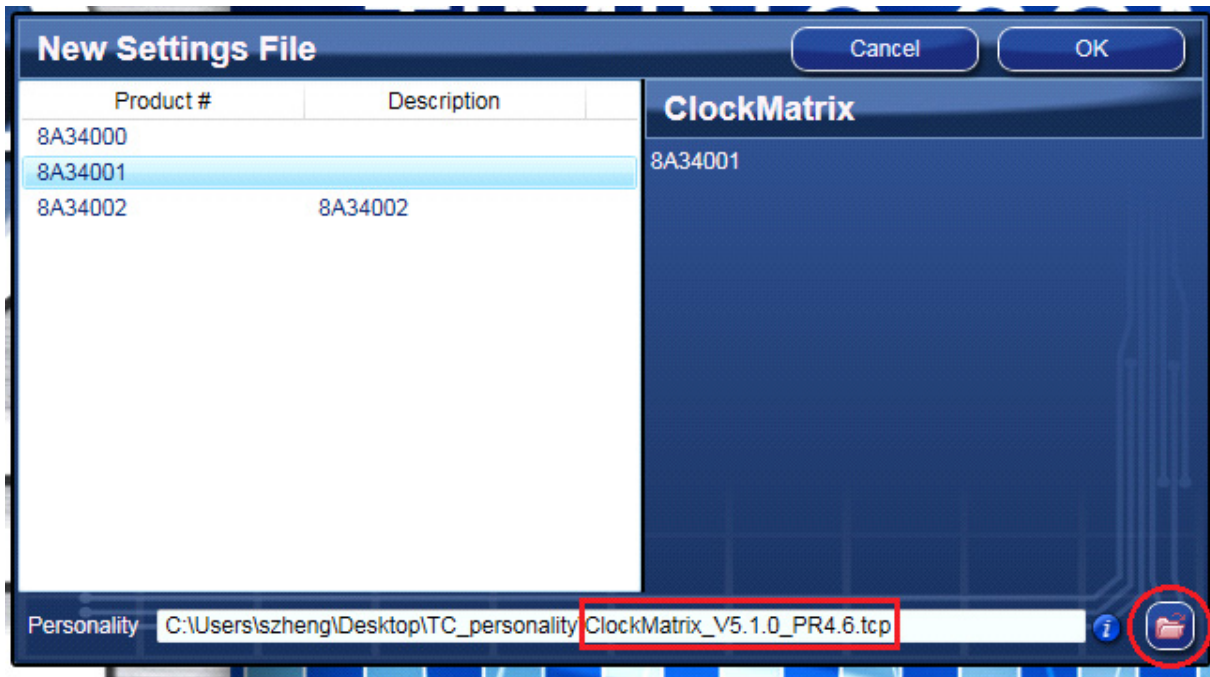 New Settings File Cancel OK
Product # Description
ClockMatrix
8A34000
8A34001
8A34001
8A34002 8A34002
Personality C:\Users\szheng\Desktop\TC_personality\ClockMatrix_V5.1.0_PR4.6.tcp